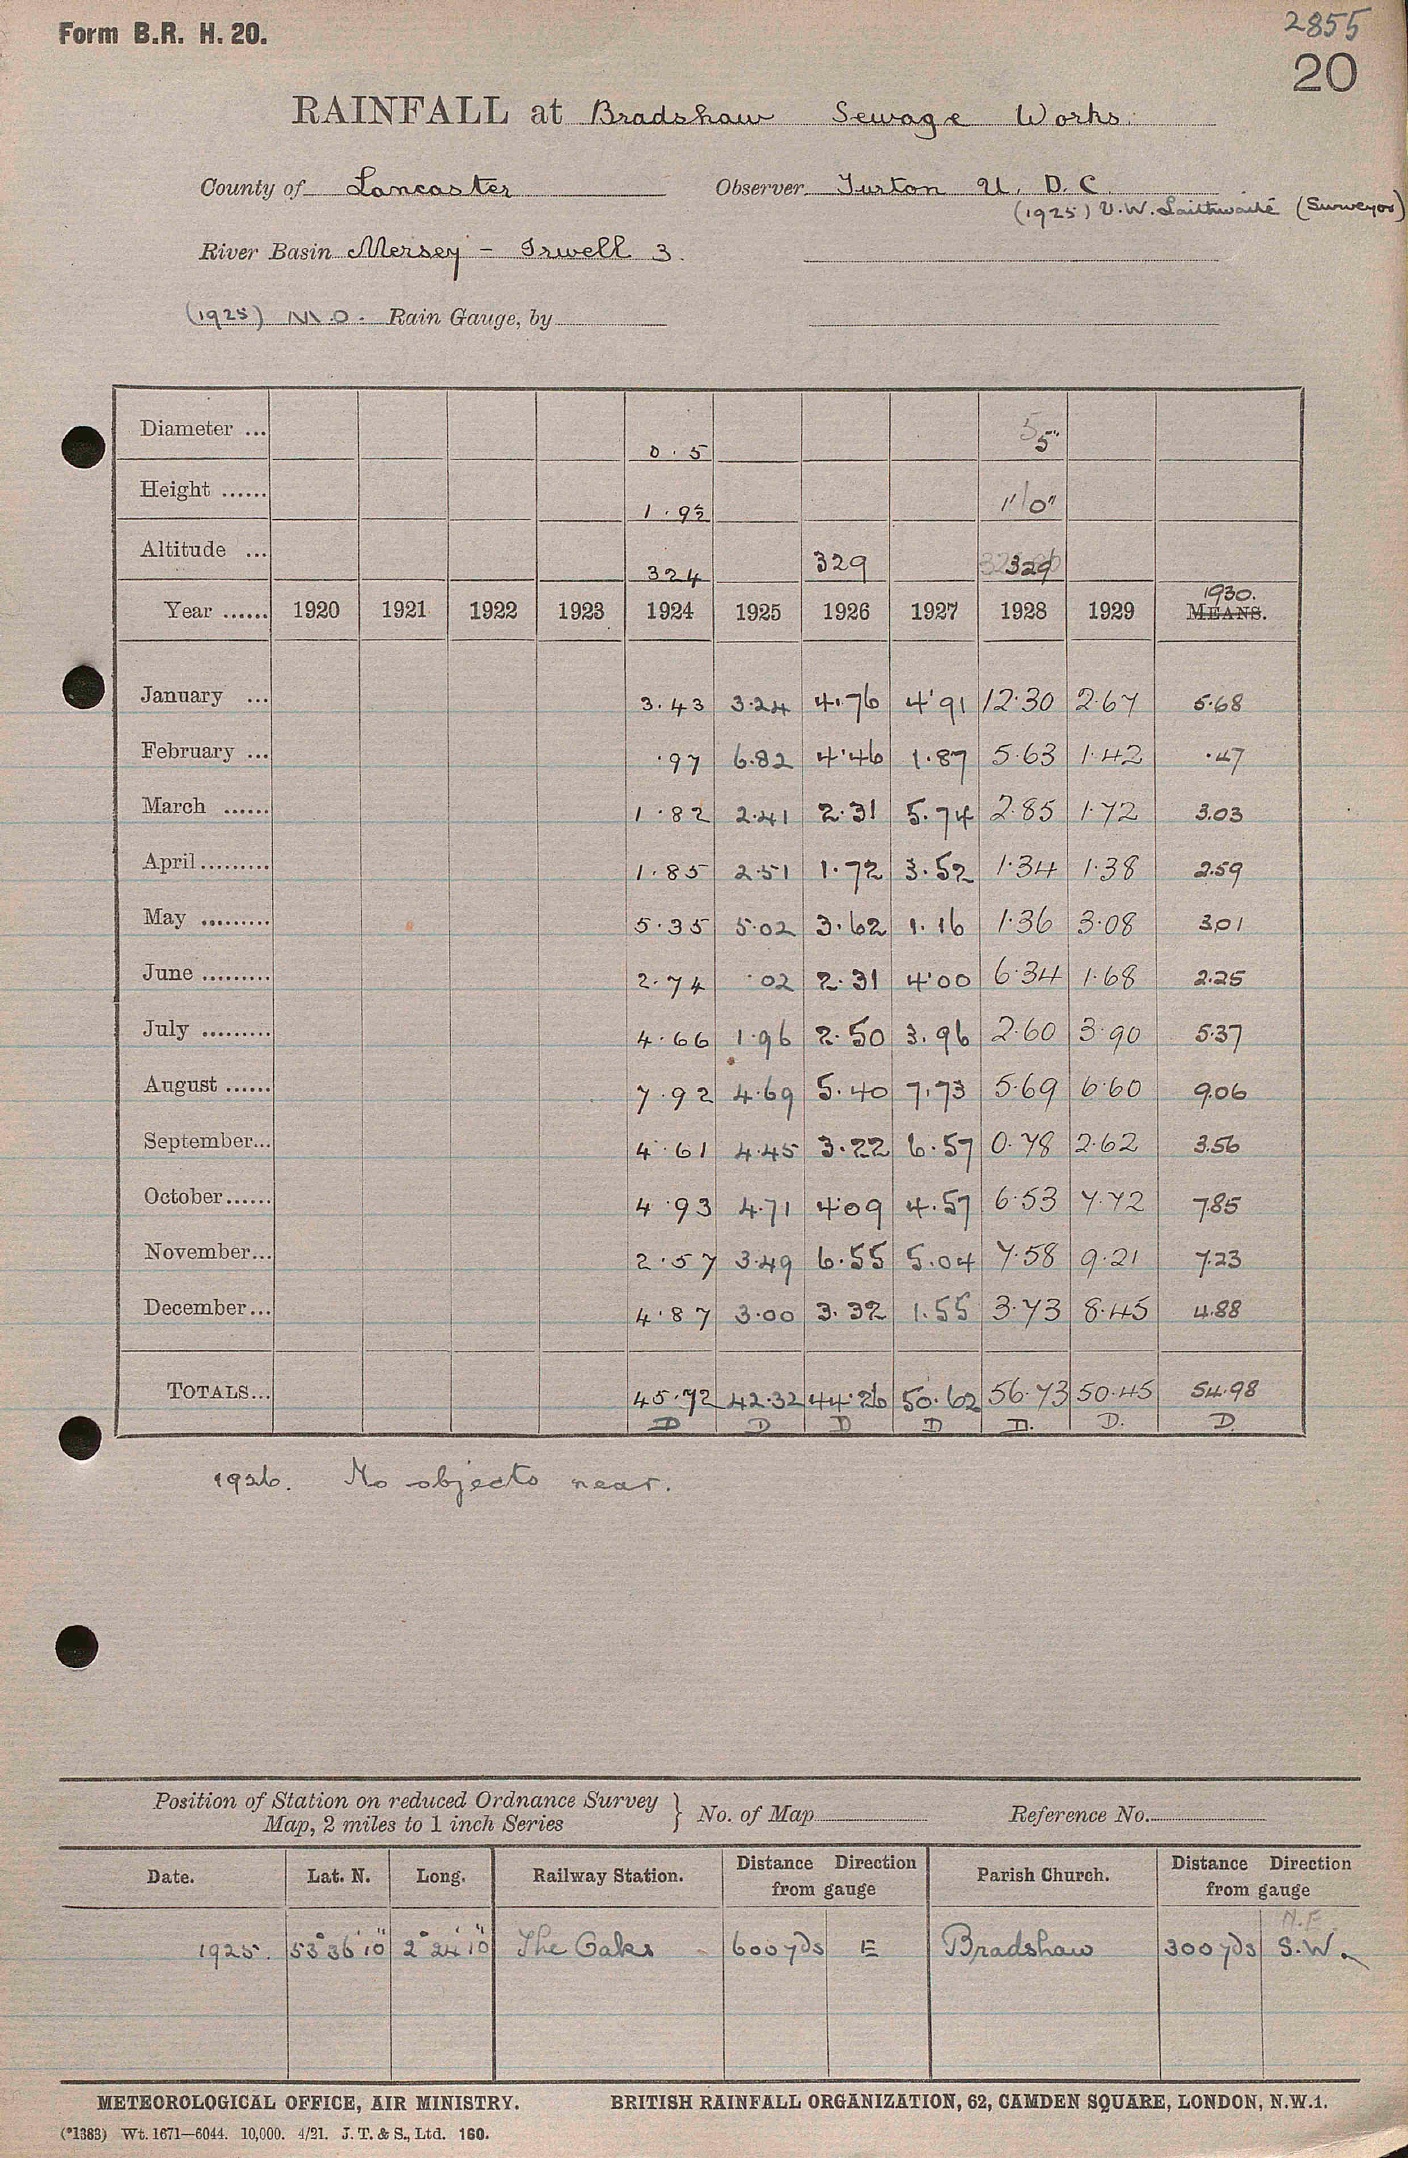 Form B.R. H. 20.
2855
20
RAINFALL at Bradshaw Sewage Works.
County of Lancaster Observer Turton U. D. C.
(1925) V.W. Laithwaite (Surveyor)
River Basin Mersey – Irwell 3.
(1925) M.O. Rain Gauge, by
Diameter ... 0.5 5"
Height ...... 1.9½ 1'/0"
Altitude ... 324 329 329
1930.
Year ...... 1920 1921 1922 1923 1924 1925 1926 1927 1928 1929 MEANS.
January ... 3.43 3.24 4.76 4.91 12.30 2.67 5.68
February ... .97 6.82 4.46 1.87 5.63 1.42 .47
March ...... 1.82 2.41 2.31 5.74 2.85 1.72 3.03
April ......... 1.85 2.51 1.72 3.52 1.34 1.38 2.59
May ......... 5.35 5.02 3.62 1.16 1.36 3.08 3.01
June ......... 2.74 .02 2.31 4.00 6.34 1.68 2.25
July ......... 4.66 1.96 2.50 3.96 2.60 3.90 5.37
August ...... 7.92 4.69 5.40 7.73 5.69 6.60 9.06
September... 4.61 4.45 3.22 6.57 0.78 2.62 3.56
October...... 4.93 4.71 4.09 4.57 6.53 7.72 7.85
November... 2.57 3.49 6.55 5.04 7.58 9.21 7.23
December... 4.87 3.00 3.32 1.55 3.73 8.45 4.88
TOTALS... 45.72 42.32 44.26 50.62 56.73 50.45 54.98
D D D D D. D. D.
1926. No objects near.
Position of Station on reduced Ordnance Survey
Map, 2 miles to 1 inch Series } No. of Map Reference No.
Date. Lat. N. Long. Railway Station. Distance Direction from gauge Parish Church. Distance Direction from gauge
N.E.
1925. 53°36'10" 2°24'10" The Oaks 600 yds E Bradshaw 300 yds S.W.
METEOROLOGICAL OFFICE, AIR MINISTRY. BRITISH RAINFALL ORGANIZATION, 62, CAMDEN SQUARE, LONDON, N.W.1.
(*1383) Wt. 1671—6044. 10,000. 4/21. J. T. & S., Ltd. 160.